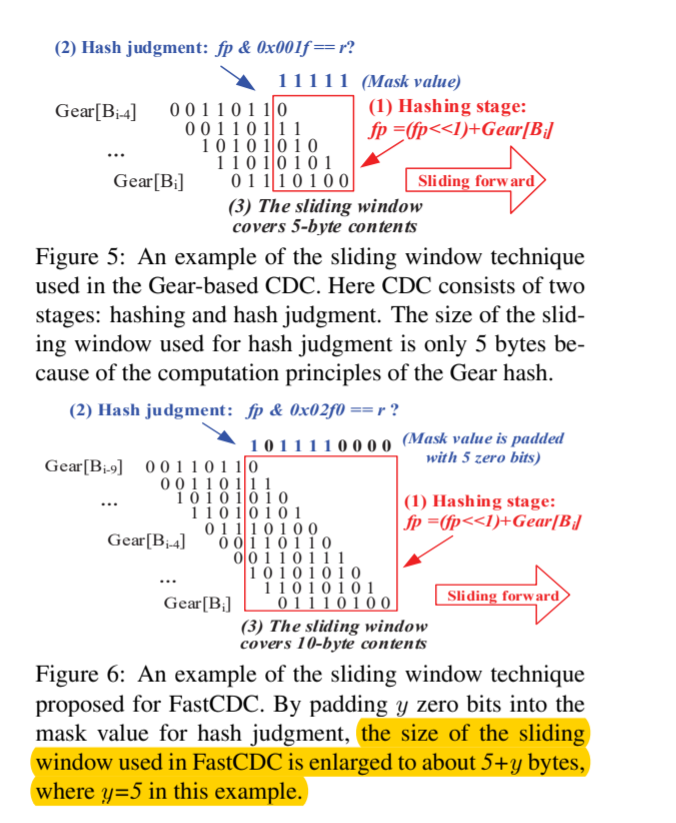 (2) Hash judgment: fp & 0x001f == r?
1 1 1 1 1 (Mask value)
Gear[Bi-4] 0 0 1 1 0 1 1 0
(1) Hashing stage:
0 0 1 1 0 1 1 1
fp =(fp<<1)+Gear[Bi]
1 0 1 0 1 0 1 0
... 1 1 0 1 0 1 0 1
Gear[Bi] 0 1 1 1 0 1 0 0
Sliding forward
(3) The sliding window
covers 5-byte contents
Figure 5: An example of the sliding window technique
used in the Gear-based CDC. Here CDC consists of two
stages: hashing and hash judgment. The size of the slid-
ing window used for hash judgment is only 5 bytes be-
cause of the computation principles of the Gear hash.
(2) Hash judgment: fp & 0x02f0 == r ?
1 0 1 1 1 1 0 0 0 0 (Mask value is padded
with 5 zero bits)
Gear[Bi-9] 0 0 1 1 0 1 1 0
0 0 1 1 0 1 1 1
... 1 0 1 0 1 0 1 0
(1) Hashing stage:
1 1 0 1 0 1 0 1
fp =(fp<<1)+Gear[Bi]
0 1 1 1 0 1 0 0
Gear[Bi-4] 0 0 1 1 0 1 1 0
0 0 1 1 0 1 1 1
1 0 1 0 1 0 1 0
... 1 1 0 1 0 1 0 1
Gear[Bi] 0 1 1 1 0 1 0 0
Sliding forward
(3) The sliding window
covers 10-byte contents
Figure 6: An example of the sliding window technique
proposed for FastCDC. By padding y zero bits into the
mask value for hash judgment, the size of the sliding
window used in FastCDC is enlarged to about 5+y bytes,
where y=5 in this example.